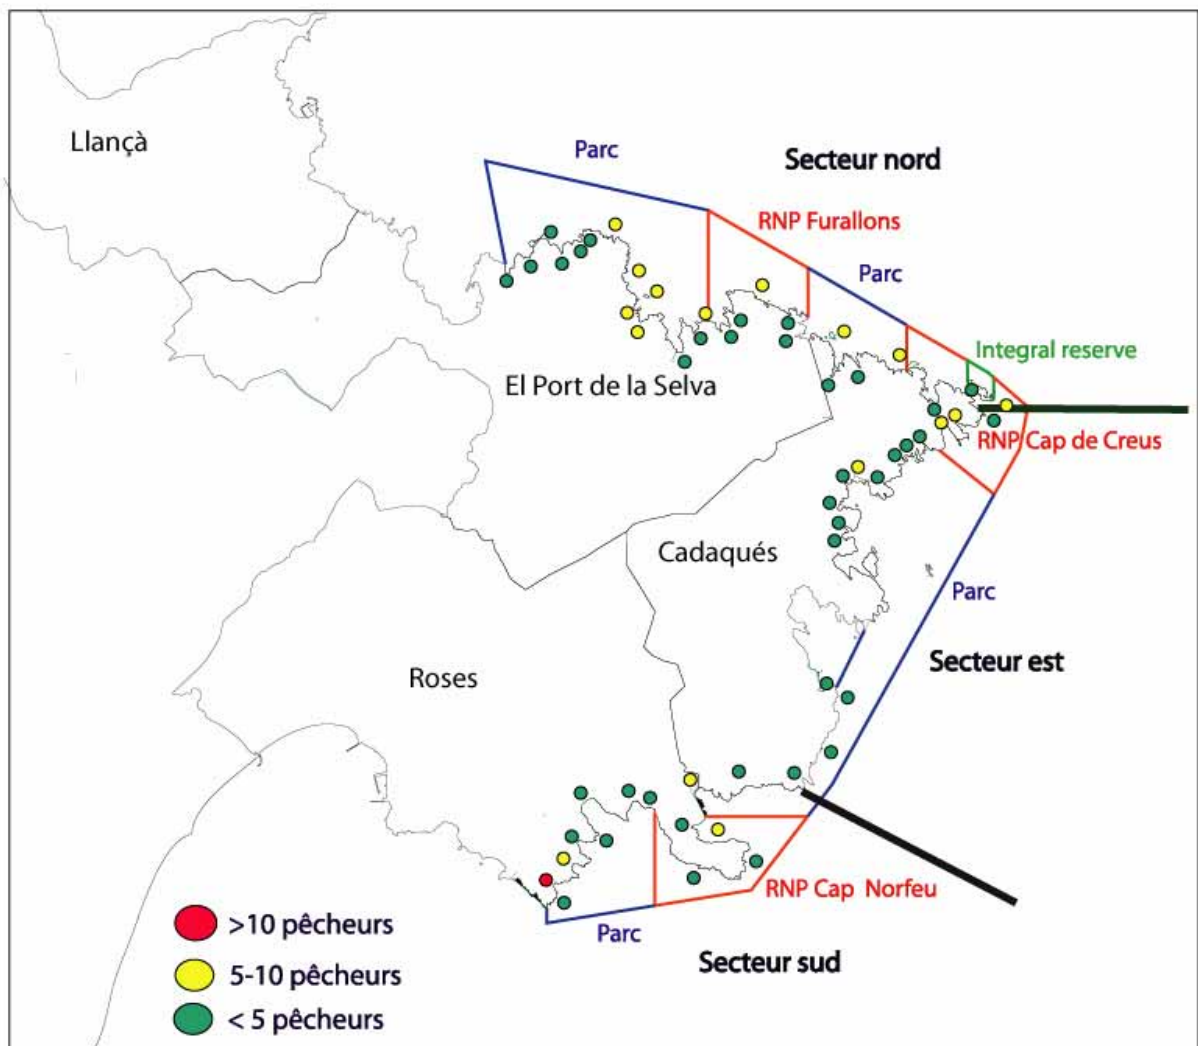 Llançà
Parc
Secteur nord
RNP Furallons
Parc
Integral reserve
El Port de la Selva
RNP Cap de Creus
Cadaqués
Parc
Secteur est
Roses
RNP Cap Norfeu
>10 pêcheurs
Parc
Secteur sud
5-10 pêcheurs
< 5 pêcheurs